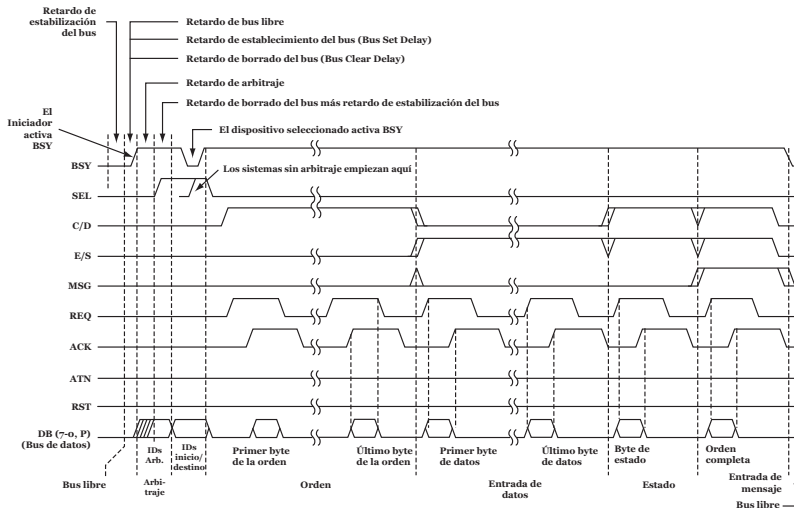 Retardo de
estabilización
del bus
Retardo de bus libre
Retardo de establecimiento del bus (Bus Set Delay)
Retardo de borrado del bus (Bus Clear Delay)
Retardo de arbitraje
Retardo de borrado del bus más retardo de estabilización del bus
El
Iniciador
activa
BSY
El dispositivo seleccionado activa BSY
BSY
Los sistemas sin arbitraje empiezan aquí
SEL
C/D
E/S
MSG
REQ
ACK
ATN
RST
DB (7-0, P)
(Bus de datos)
IDs
Arb.
IDs
inicio/
destino
Primer byte
de la orden
Último byte
de la orden
Primer byte
de datos
Último byte
de datos
Byte de
estado
Orden
completa
Bus libre
Arbi-
traje
Orden
Entrada de
datos
Estado
Entrada de
mensaje
Bus libre